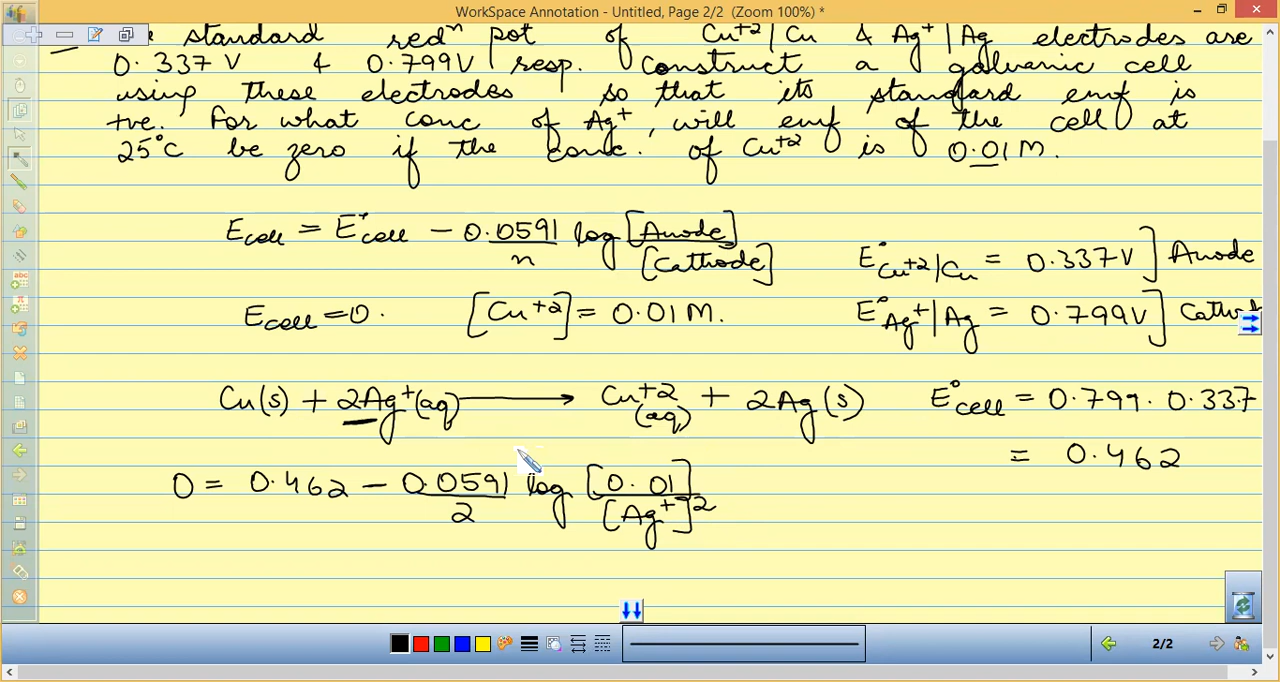 WorkSpace Annotation - Untitled, Page 2/2 (Zoom 100%) *
standard redⁿ pot of Cu+2|Cu & Ag+|Ag electrodes are
0.337 V & 0.799V resp. Construct a galvanic cell
using these electrodes so that its standard emf is
+ve. For what conc of Ag+, will emf of the cell at
25°C be zero if the conc. of Cu+2 is 0.01M.
Ecell = E°cell − 0.0591/n log [Anode]/[Cathode]
E°Cu+2|Cu = 0.337V ] Anode
Ecell = 0. [Cu+2] = 0.01M.
E°Ag+|Ag = 0.799V ]
Cu(s) + 2Ag+(aq) ⟶ Cu+2(aq) + 2Ag(s)
E°cell = 0.799. 0.337
= 0.462
0 = 0.462 − 0.0591/2 log [0.01]/[Ag+]²
2/2